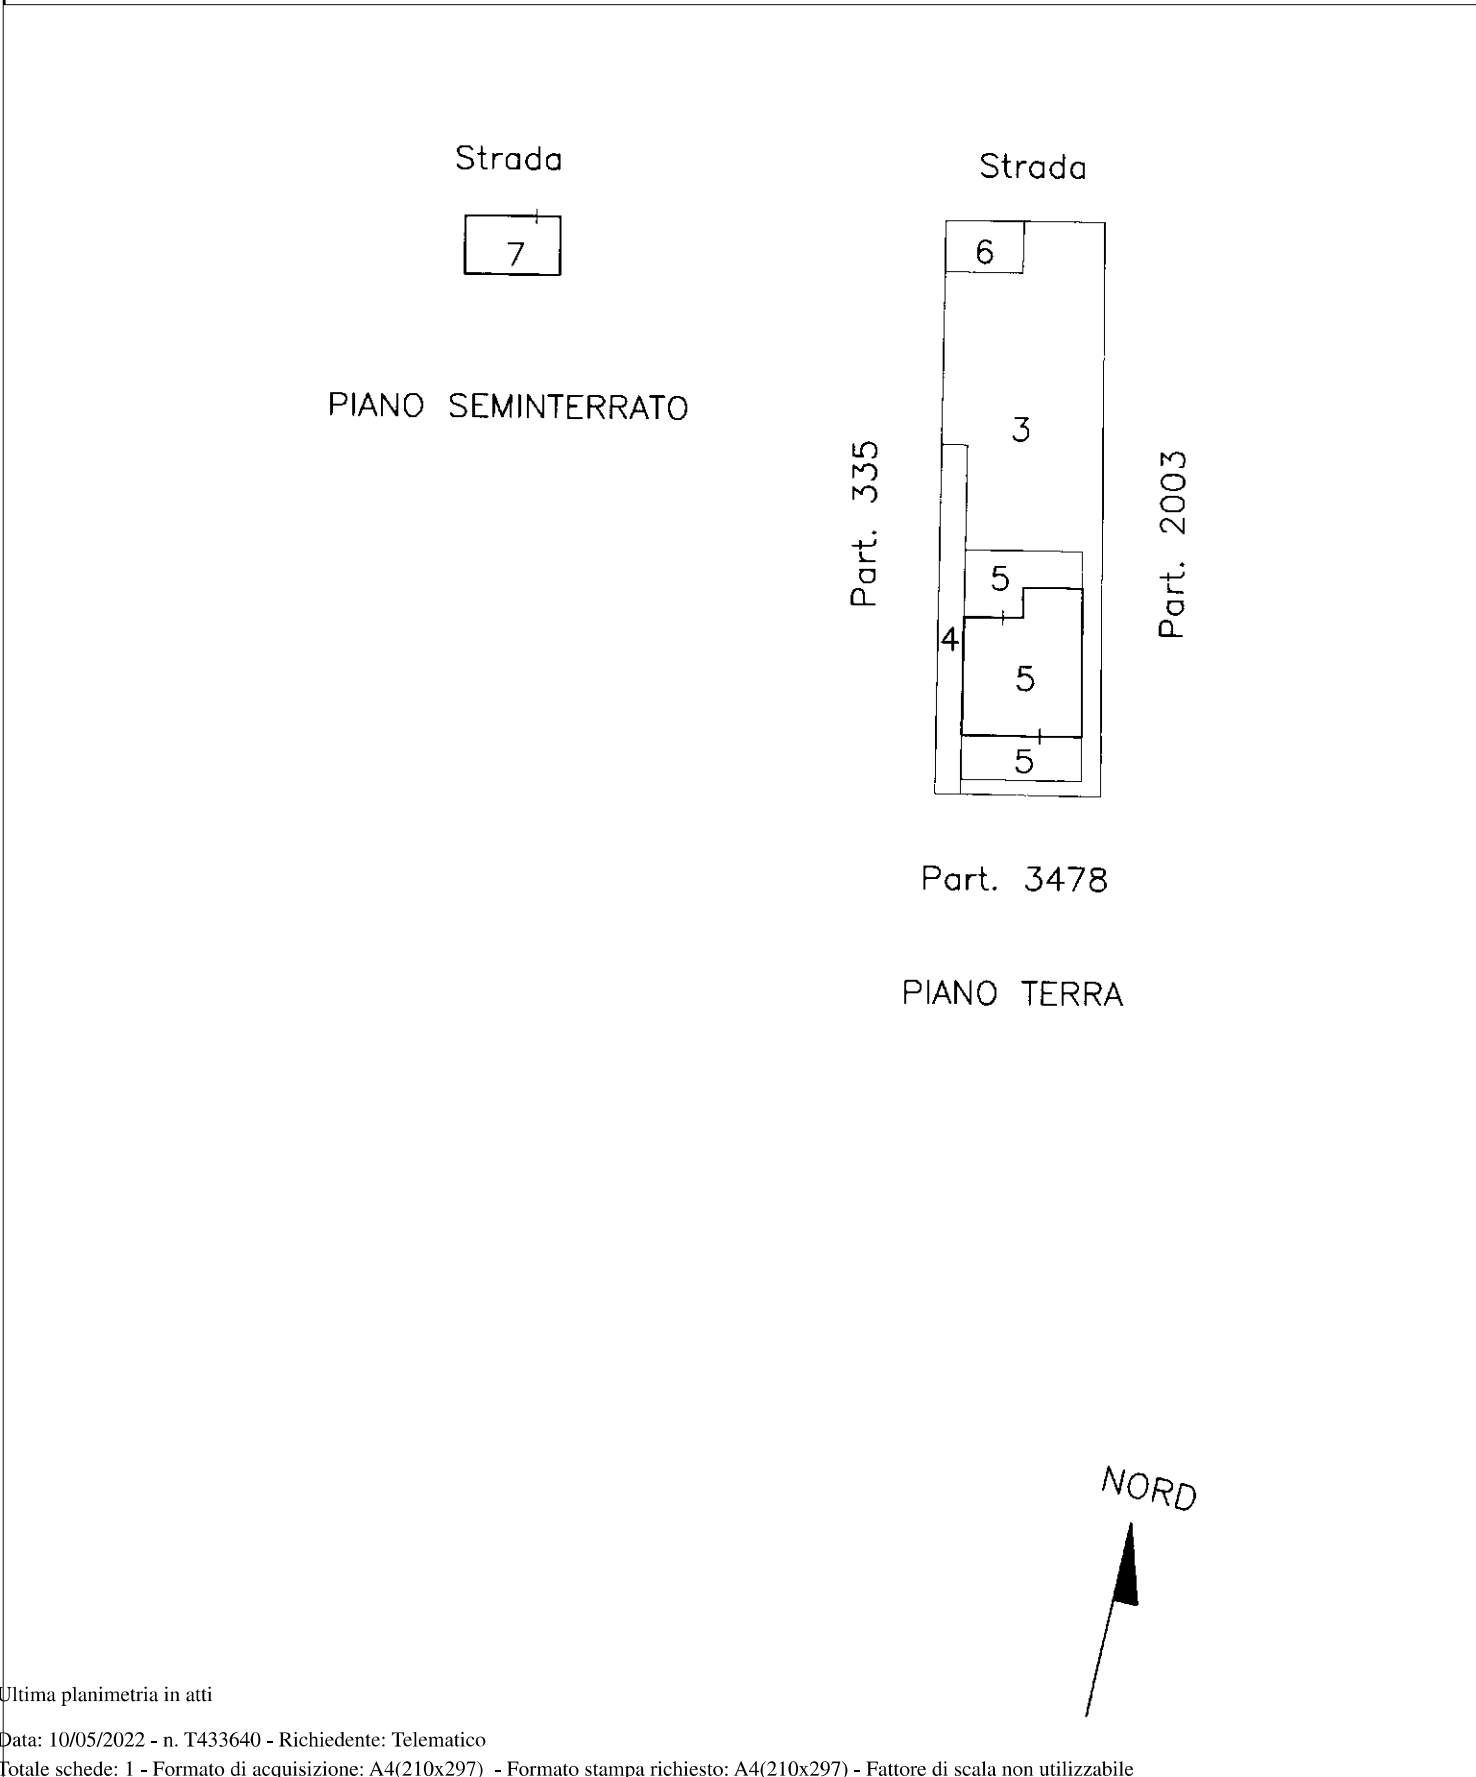 Strada
7
PIANO SEMINTERRATO
Strada
6
3
Part. 335
Part. 2003
5
4
5
5
Part. 3478
PIANO TERRA
NORD
Ultima planimetria in atti
Data: 10/05/2022 - n. T433640 - Richiedente: Telematico
Totale schede: 1 - Formato di acquisizione: A4(210x297) - Formato stampa richiesto: A4(210x297) - Fattore di scala non utilizzabile